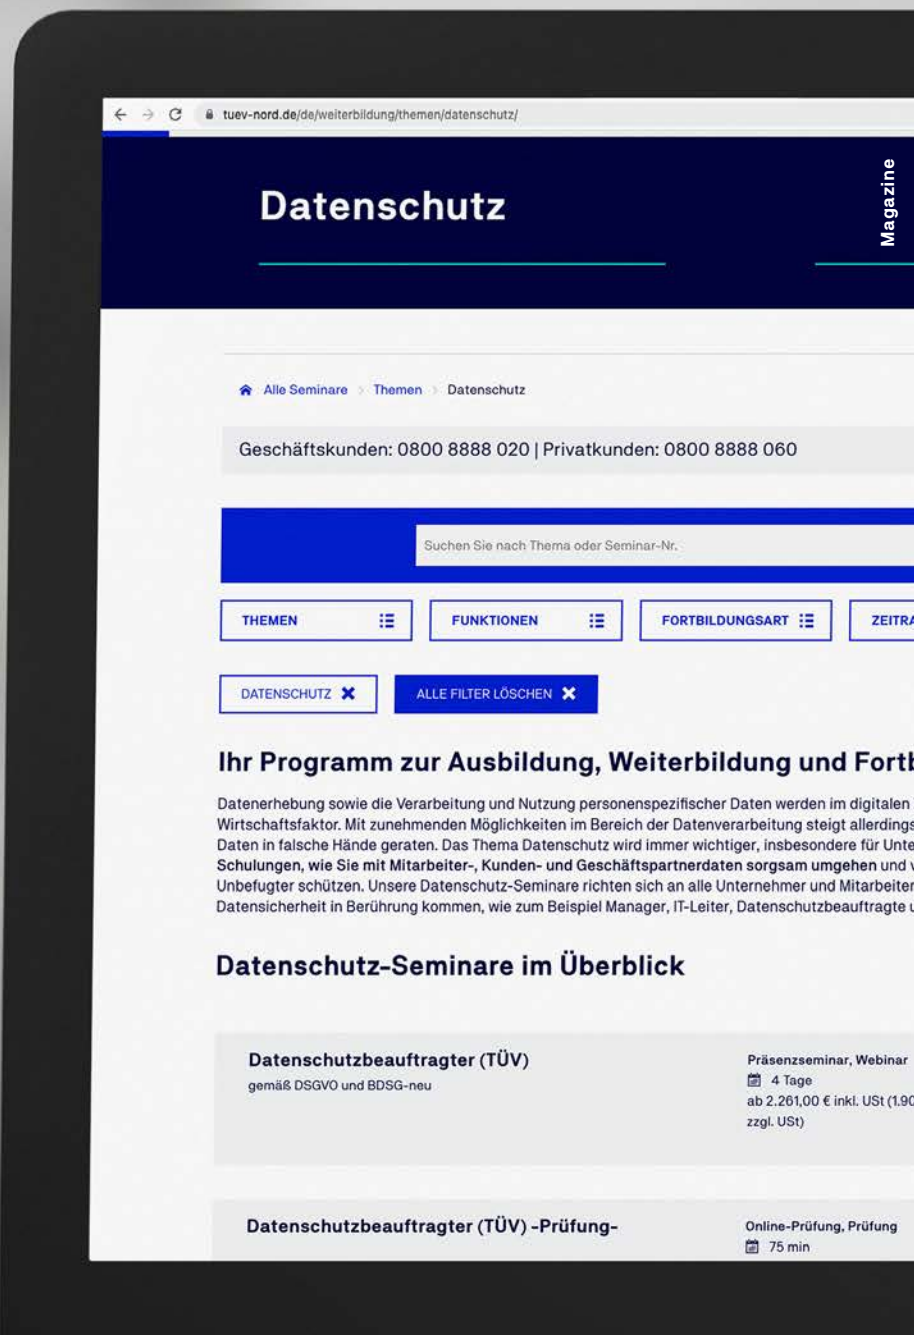 tuev-nord.de/de/weiterbildung/themen/datenschutz/
Datenschutz
Magazine
Alle Seminare > Themen > Datenschutz
Geschäftskunden: 0800 8888 020 | Privatkunden: 0800 8888 060
Suchen Sie nach Thema oder Seminar-Nr.
THEMEN
FUNKTIONEN
FORTBILDUNGSART
ZEITRA
DATENSCHUTZ
ALLE FILTER LÖSCHEN
Ihr Programm zur Ausbildung, Weiterbildung und Fortb
Datenerhebung sowie die Verarbeitung und Nutzung personenspezifischer Daten werden im digitalen
Wirtschaftsfaktor. Mit zunehmenden Möglichkeiten im Bereich der Datenverarbeitung steigt allerdings
Daten in falsche Hände geraten. Das Thema Datenschutz wird immer wichtiger, insbesondere für Unte
Schulungen, wie Sie mit Mitarbeiter-, Kunden- und Geschäftspartnerdaten sorgsam umgehen und v
Unbefugter schützen. Unsere Datenschutz-Seminare richten sich an alle Unternehmer und Mitarbeiter
Datensicherheit in Berührung kommen, wie zum Beispiel Manager, IT-Leiter, Datenschutzbeauftragte u
Datenschutz-Seminare im Überblick
Datenschutzbeauftragter (TÜV)
gemäß DSGVO und BDSG-neu
Präsenzseminar, Webinar
4 Tage
ab 2.261,00 € inkl. USt (1.90
zzgl. USt)
Datenschutzbeauftragter (TÜV) -Prüfung-
Online-Prüfung, Prüfung
75 min